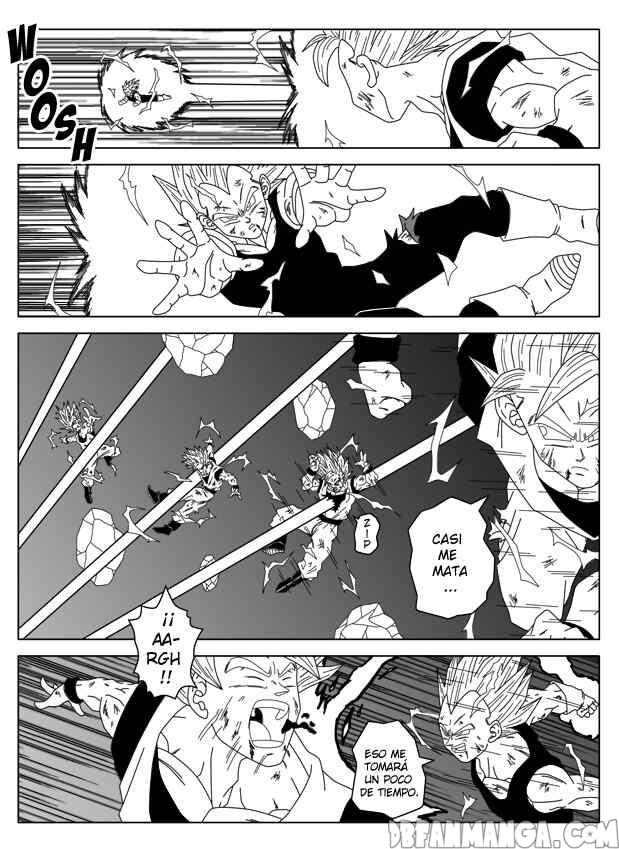 WOOSH
ZIP
CASI
ME
MATA
...
¡¡
AA-
RGH
!!
ESO ME
TOMARÁ
UN POCO
DE TIEMPO.
DBFANMANGA.COM